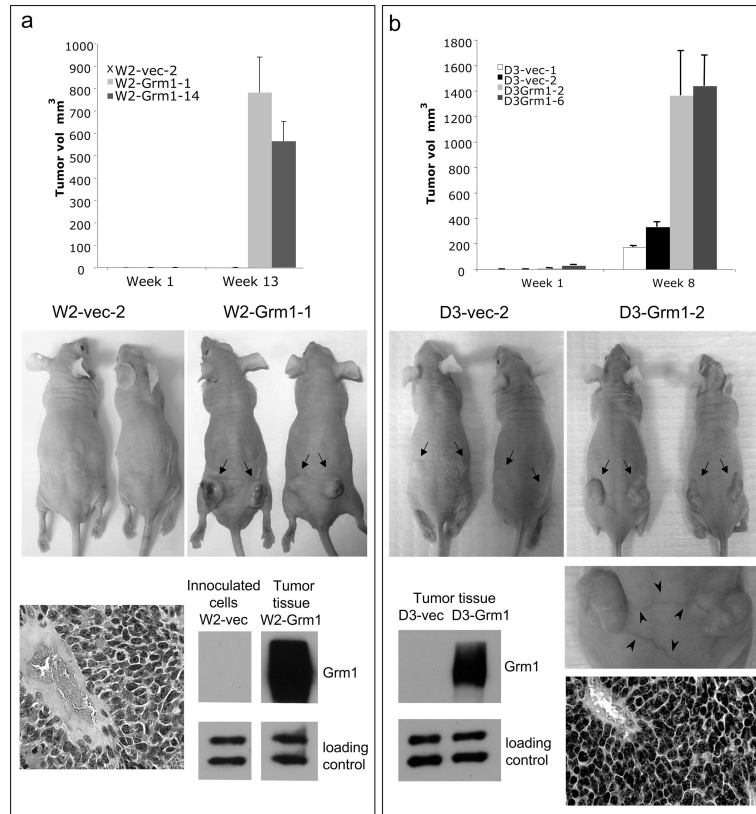 a
1000
900
800
700
600
500
400
300
200
100
0
Tumor vol mm3
W2-vec-2
W2-Grm1-1
W2-Grm1-14
Week 1
Week 13
W2-vec-2
W2-Grm1-1
Innoculated
cells
W2-vec
Tumor
tissue
W2-Grm1
Grm1
loading
control
b
1800
1600
1400
1200
1000
800
600
400
200
0
Tumor vol mm3
D3-vec-1
D3-vec-2
D3Grm1-2
D3Grm1-6
Week 1
Week 8
D3-vec-2
D3-Grm1-2
Tumor tissue
D3-vec D3-Grm1
Grm1
loading
control